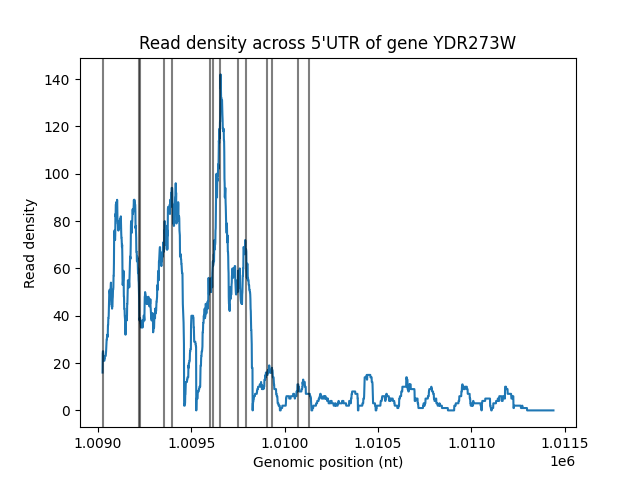 Read density across 5'UTR of gene YDR273W
Read density
140
120
100
80
60
40
20
0
1.0090 1.0095 1.0100 1.0105 1.0110 1.0115
1e6
Genomic position (nt)